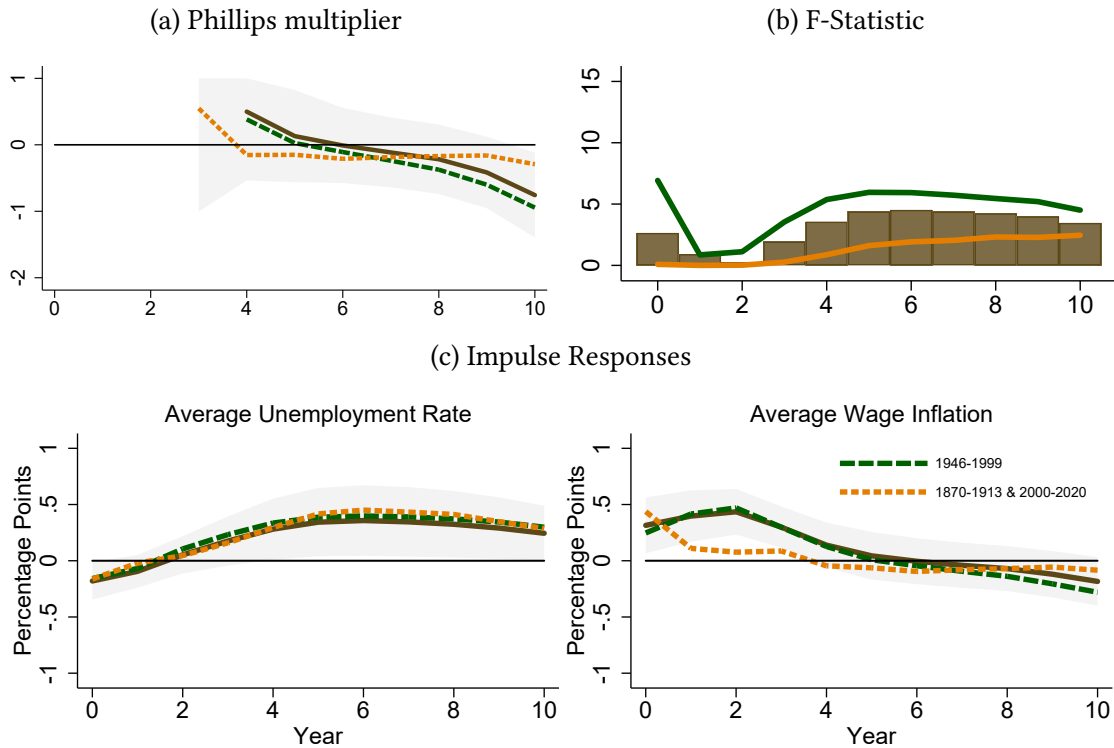 (a) Phillips multiplier
1
0
-1
-2
0 2 4 6 8 10
(b) F-Statistic
15
10
5
0
0 2 4 6 8 10
(c) Impulse Responses
Average Unemployment Rate
Percentage Points
1
.5
0
-.5
-1
0 2 4 6 8 10
Year
Average Wage Inflation
Percentage Points
1
.5
0
-.5
-1
1946-1999
1870-1913 & 2000-2020
0 2 4 6 8 10
Year